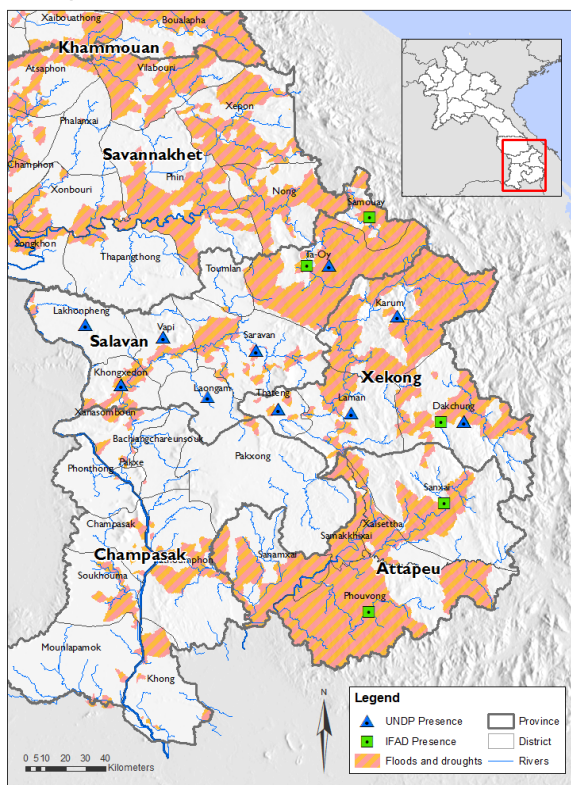 Xaibouathong
Boualapha
Khammouan
Atsaphon
Vilabouri
Xepon
Phalanxai
Champhon
Savannakhet
Phin
Xonbouri
Nong
Samouay
Songkhon
Thapangthong
Toumlan
Ta-Oy
Lakhonpheng
Vapi
Karum
Salavan
Saravan
Khongxedon
Laongam
Xekong
Thateng
Laman
Dakchung
Xanasomboen
Bachiangchareunsouk
Pakxe
Phonthong
Pakxong
Sanxai
Champasak
Xaisettha
Samakkhixai
Champasak
Sanamxai
Attapeu
Soukhouma
Phouvong
Mounlapamok
Khong
N
Legend
UNDP Presence
Province
IFAD Presence
District
Floods and droughts
Rivers
0 5 10 20 30 40
Kilometers